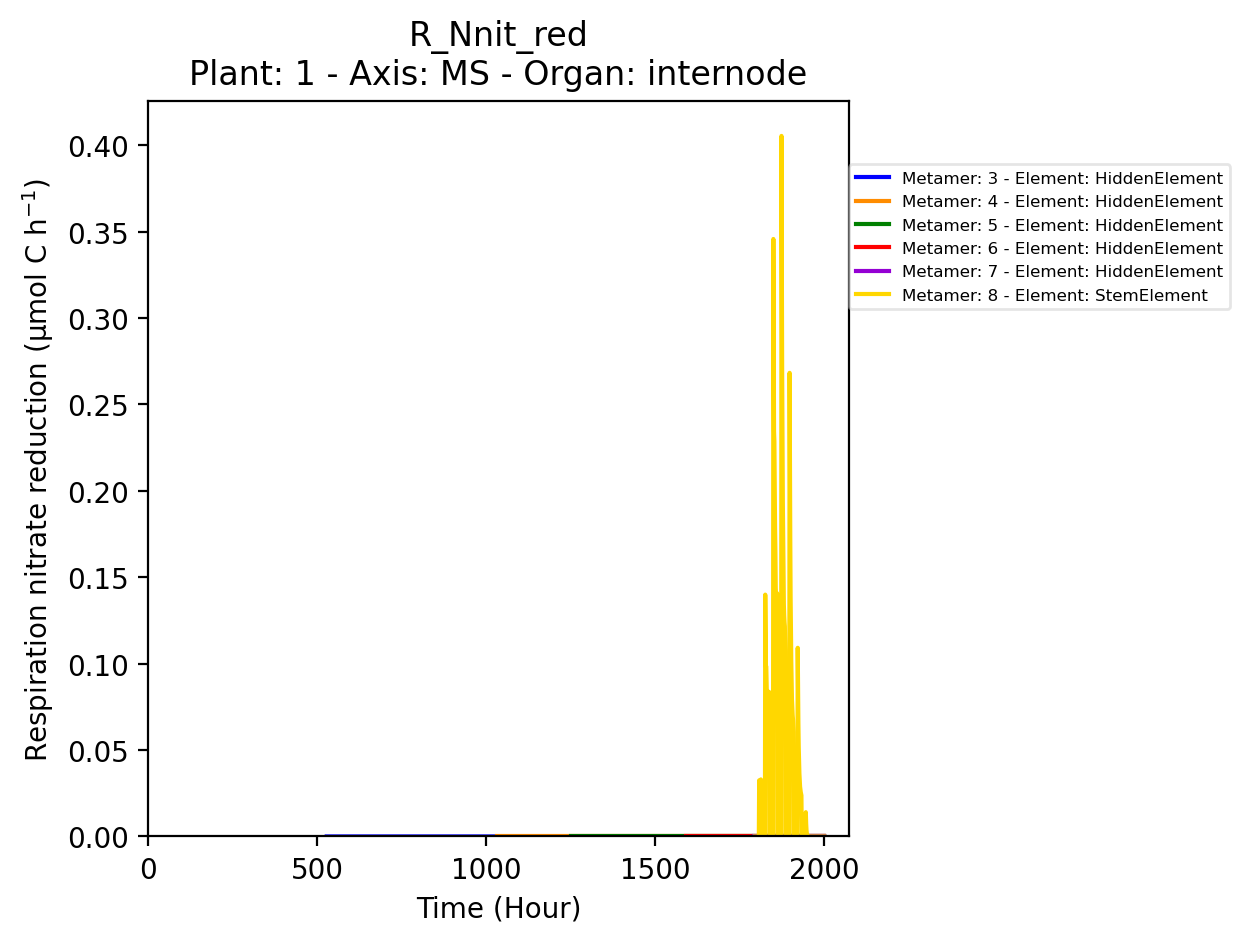 R_Nnit_red
Plant: 1 - Axis: MS - Organ: internode
Respiration nitrate reduction (µmol C h⁻¹)
0.40
0.35
0.30
0.25
0.20
0.15
0.10
0.05
0.00
0 500 1000 1500 2000
Time (Hour)
Metamer: 3 - Element: HiddenElement
Metamer: 4 - Element: HiddenElement
Metamer: 5 - Element: HiddenElement
Metamer: 6 - Element: HiddenElement
Metamer: 7 - Element: HiddenElement
Metamer: 8 - Element: StemElement